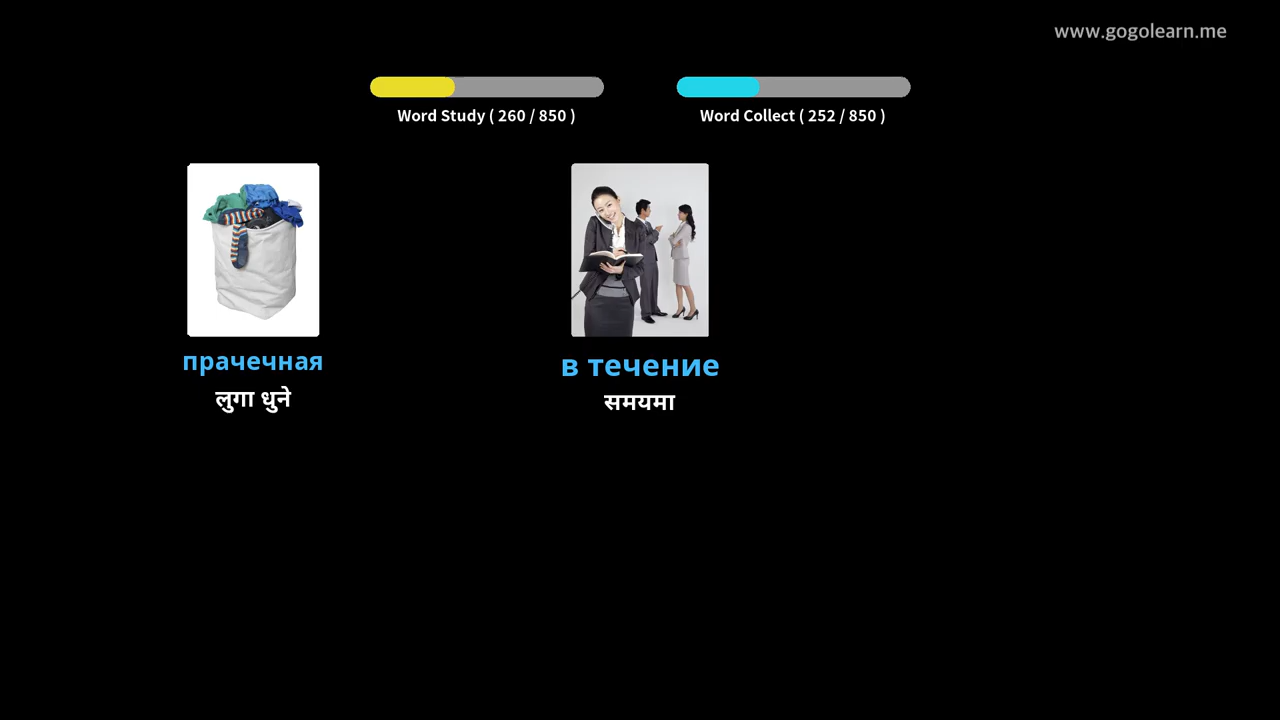 www.gogolearn.me
Word Study ( 260 / 850 )
Word Collect ( 252 / 850 )
прачечная
लुगा धुने
в течение
समयमा